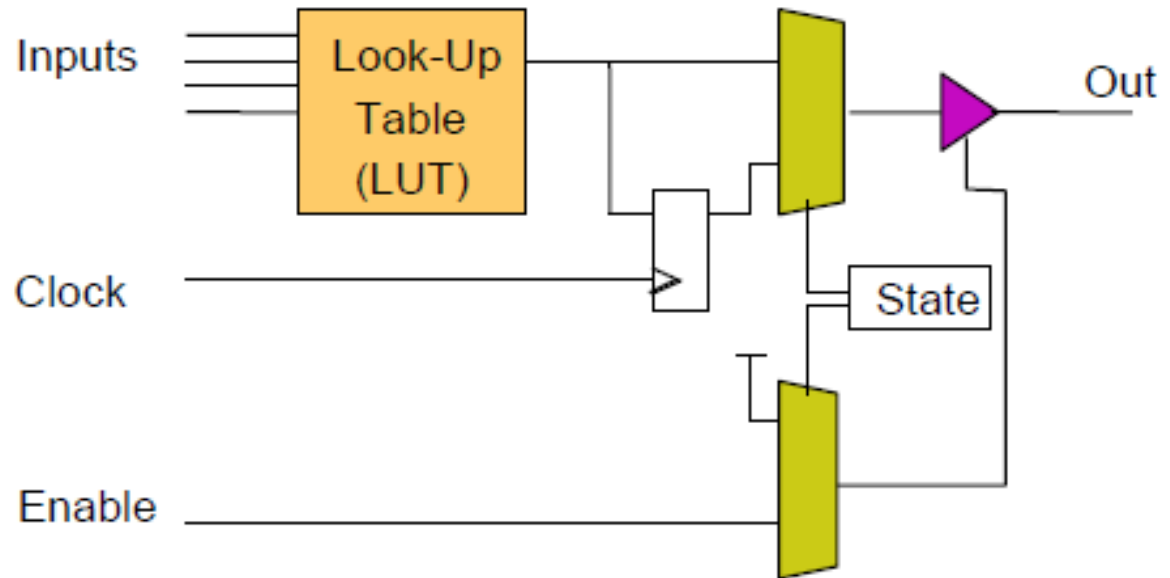 Inputs
Look-Up
Table
(LUT)
Out
Clock
State
Enable